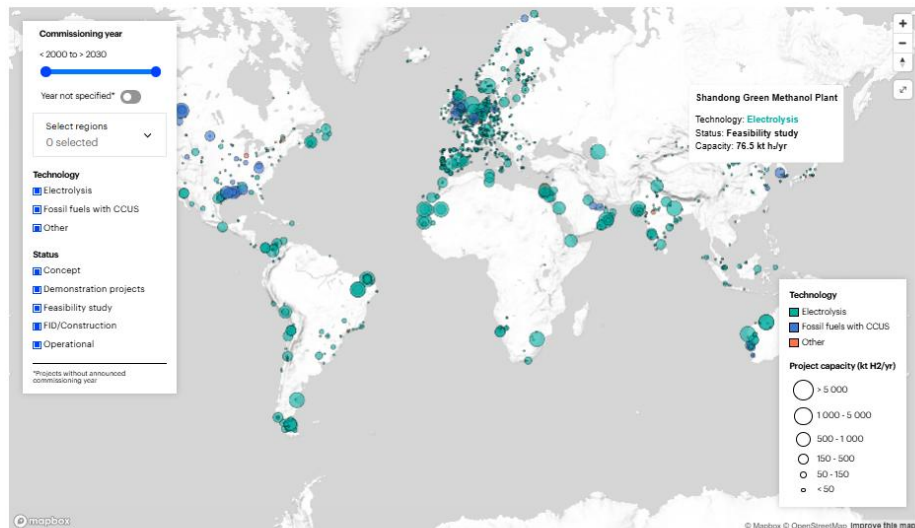 Commissioning year
< 2000 to > 2030
Year not specified*
Select regions
0 selected
Technology
Electrolysis
Fossil fuels with CCUS
Other
Status
Concept
Demonstration projects
Feasibility study
FID/Construction
Operational
*Projects without announced
commissioning year
Shandong Green Methanol Plant
Technology: Electrolysis
Status: Feasibility study
Capacity: 76.5 kt h₂/yr
Technology
Electrolysis
Fossil fuels with CCUS
Other
Project capacity (kt H2/yr)
> 5 000
1 000 - 5 000
500 - 1 000
150 - 500
50 - 150
< 50
mapbox
© Mapbox © OpenStreetMap Improve this map